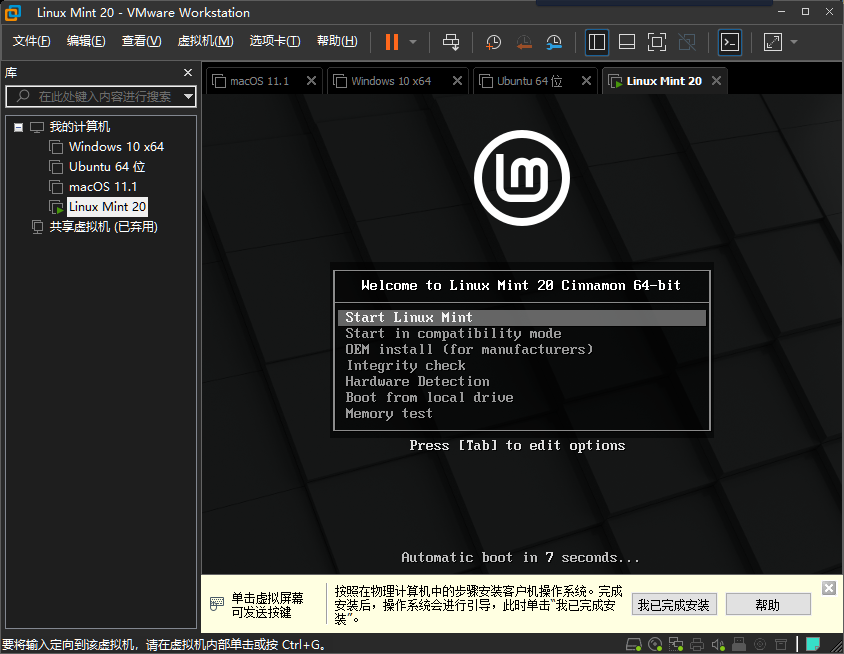 Linux Mint 20 - VMware Workstation
文件(F) 编辑(E) 查看(V) 虚拟机(M) 选项卡(T) 帮助(H)
库
在此处键入内容进行搜索
我的计算机
Windows 10 x64
Ubuntu 64 位
macOS 11.1
Linux Mint 20
共享虚拟机 (已弃用)
macOS 11.1 Windows 10 x64 Ubuntu 64 位 Linux Mint 20
lm
Welcome to Linux Mint 20 Cinnamon 64-bit
Start Linux Mint
Start in compatibility mode
OEM install (for manufacturers)
Integrity check
Hardware Detection
Boot from local drive
Memory test
Press [Tab] to edit options
Automatic boot in 7 seconds...
单击虚拟屏幕
可发送按键
按照在物理计算机中的步骤安装客户机操作系统。完成
安装后，操作系统会进行引导，此时单击“我已完成安
装”。
我已完成安装
帮助
要将输入定向到该虚拟机，请在虚拟机内部单击或按 Ctrl+G。